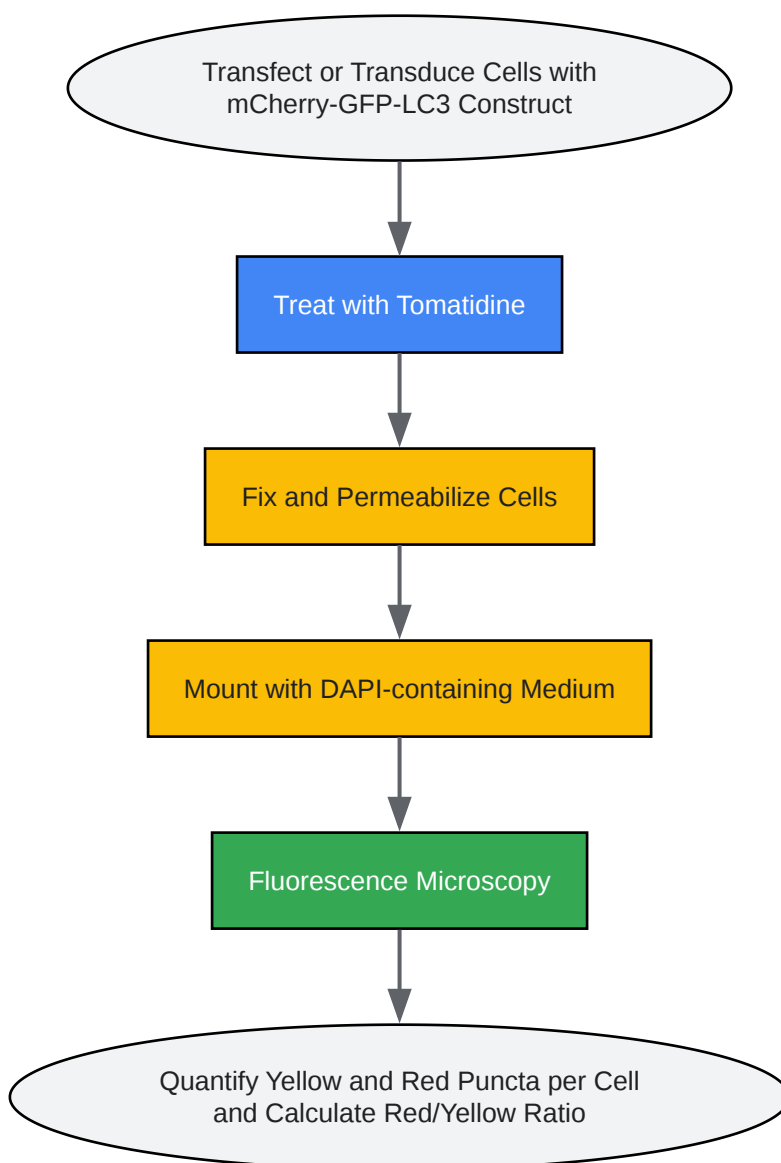 Transfect or Transduce Cells with
mCherry-GFP-LC3 Construct
Treat with Tomatidine
Fix and Permeabilize Cells
Mount with DAPI-containing Medium
Fluorescence Microscopy
Quantify Yellow and Red Puncta per Cell
and Calculate Red/Yellow Ratio